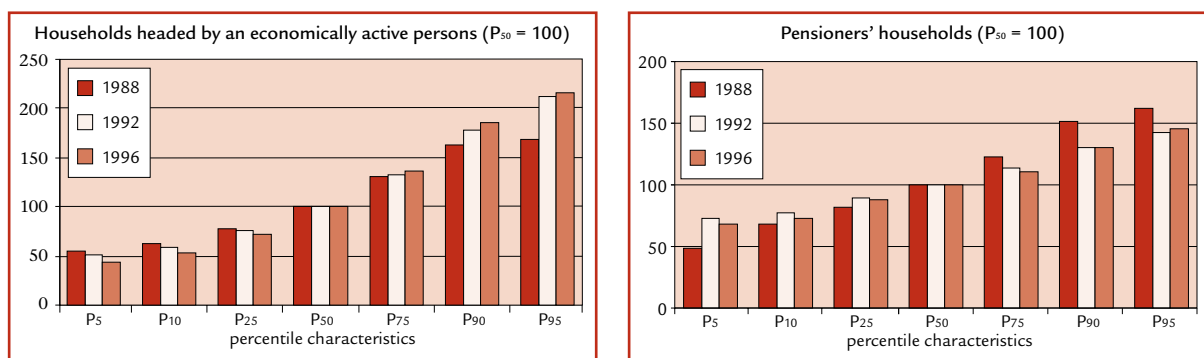 Households headed by an economically active persons (P50 = 100)
250
200
150
100
50
0
1988
1992
1996
P5 P10 P25 P50 P75 P90 P95
percentile characteristics
Pensioners' households (P50 = 100)
200
150
100
50
0
1988
1992
1996
P5 P10 P25 P50 P75 P90 P95
percentile characteristics